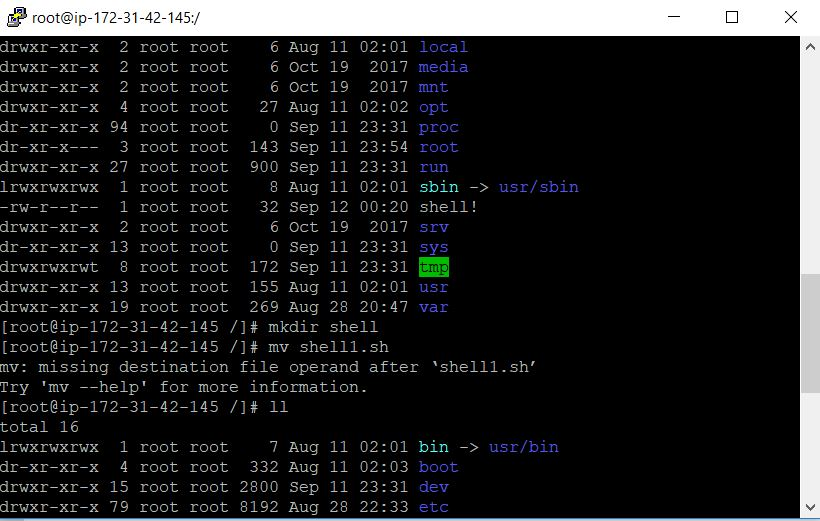 root@ip-172-31-42-145:/
drwxr-xr-x  2 root root    6 Aug 11 02:01 local
drwxr-xr-x  2 root root    6 Oct 19  2017 media
drwxr-xr-x  2 root root    6 Oct 19  2017 mnt
drwxr-xr-x  4 root root   27 Aug 11 02:02 opt
dr-xr-xr-x 94 root root    0 Sep 11 23:31 proc
dr-xr-x---  3 root root  143 Sep 11 23:54 root
drwxr-xr-x 27 root root  900 Sep 11 23:31 run
lrwxrwxrwx  1 root root    8 Aug 11 02:01 sbin -> usr/sbin
-rw-r--r--  1 root root   32 Sep 12 00:20 shell!
drwxr-xr-x  2 root root    6 Oct 19  2017 srv
dr-xr-xr-x 13 root root    0 Sep 11 23:31 sys
drwxrwxrwt  8 root root  172 Sep 11 23:31 tmp
drwxr-xr-x 13 root root  155 Aug 11 02:01 usr
drwxr-xr-x 19 root root  269 Aug 28 20:47 var
[root@ip-172-31-42-145 /]# mkdir shell
[root@ip-172-31-42-145 /]# mv shell1.sh
mv: missing destination file operand after ‘shell1.sh’
Try 'mv --help' for more information.
[root@ip-172-31-42-145 /]# ll
total 16
lrwxrwxrwx  1 root root    7 Aug 11 02:01 bin -> usr/bin
dr-xr-xr-x  4 root root  332 Aug 11 02:03 boot
drwxr-xr-x 15 root root 2800 Sep 11 23:31 dev
drwxr-xr-x 79 root root 8192 Aug 28 22:33 etc